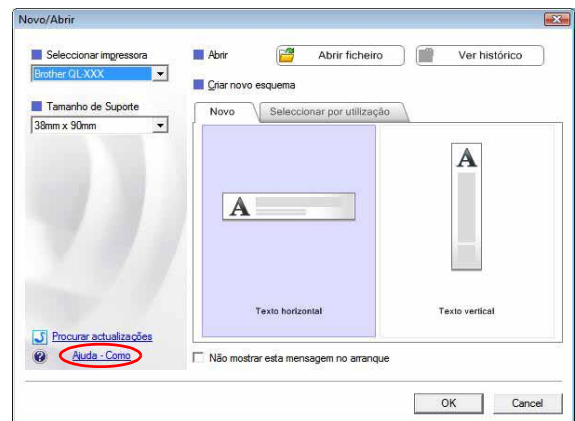 Novo/Abrir
Seleccionar impressora
Brother QL-XXX
Tamanho de Suporte
38mm x 90mm
Abrir
Abrir ficheiro
Ver histórico
Criar novo esquema
Novo
Seleccionar por utilização
A
A
Texto horizontal
Texto vertical
Procurar actualizações
Ajuda - Como
Não mostrar esta mensagem no arranque
OK
Cancel